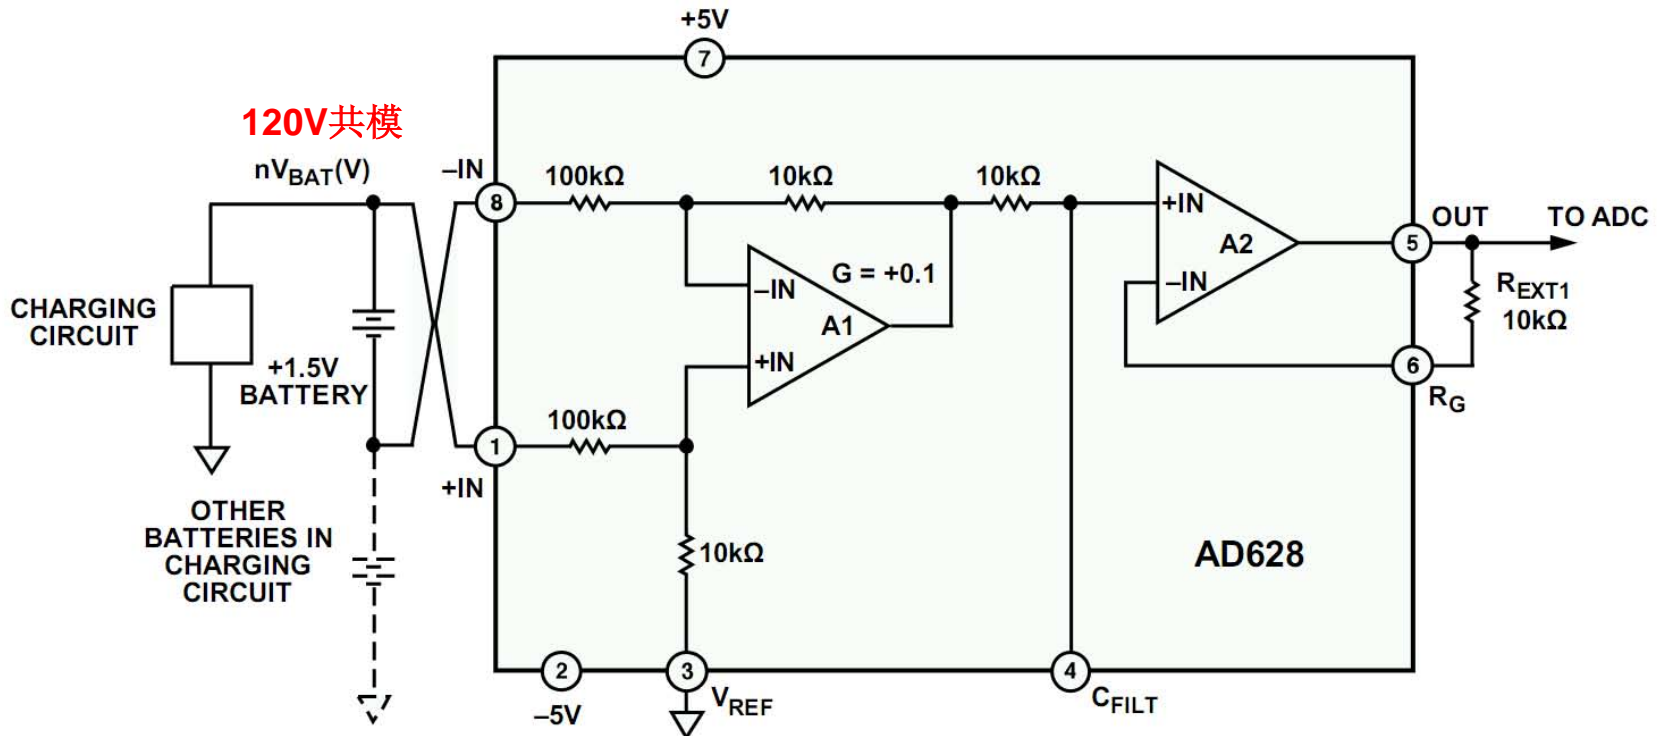 +5V
7
120V共模
nVBAT(V)
–IN
8
100kΩ
10kΩ
10kΩ
+IN
A2
–IN
OUT
TO ADC
5
REXT1
10kΩ
6
RG
G = +0.1
–IN
A1
+IN
CHARGING
CIRCUIT
+1.5V
BATTERY
100kΩ
1
+IN
OTHER
BATTERIES IN
CHARGING
CIRCUIT
10kΩ
AD628
2
–5V
3
VREF
4
CFILT